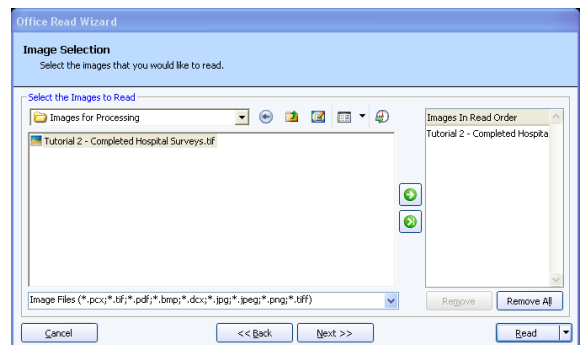 Office Read Wizard
Image Selection
Select the images that you would like to read.
Select the Images to Read
Images for Processing
Tutorial 2 - Completed Hospital Surveys.tif
Images In Read Order
Tutorial 2 - Completed Hospita
Image Files (*.pcx;*.tif;*.pdf;*.bmp;*.dcx;*.jpg;*.jpeg;*.png;*.tiff)
Remove
Remove All
Cancel
<< Back
Next >>
Read